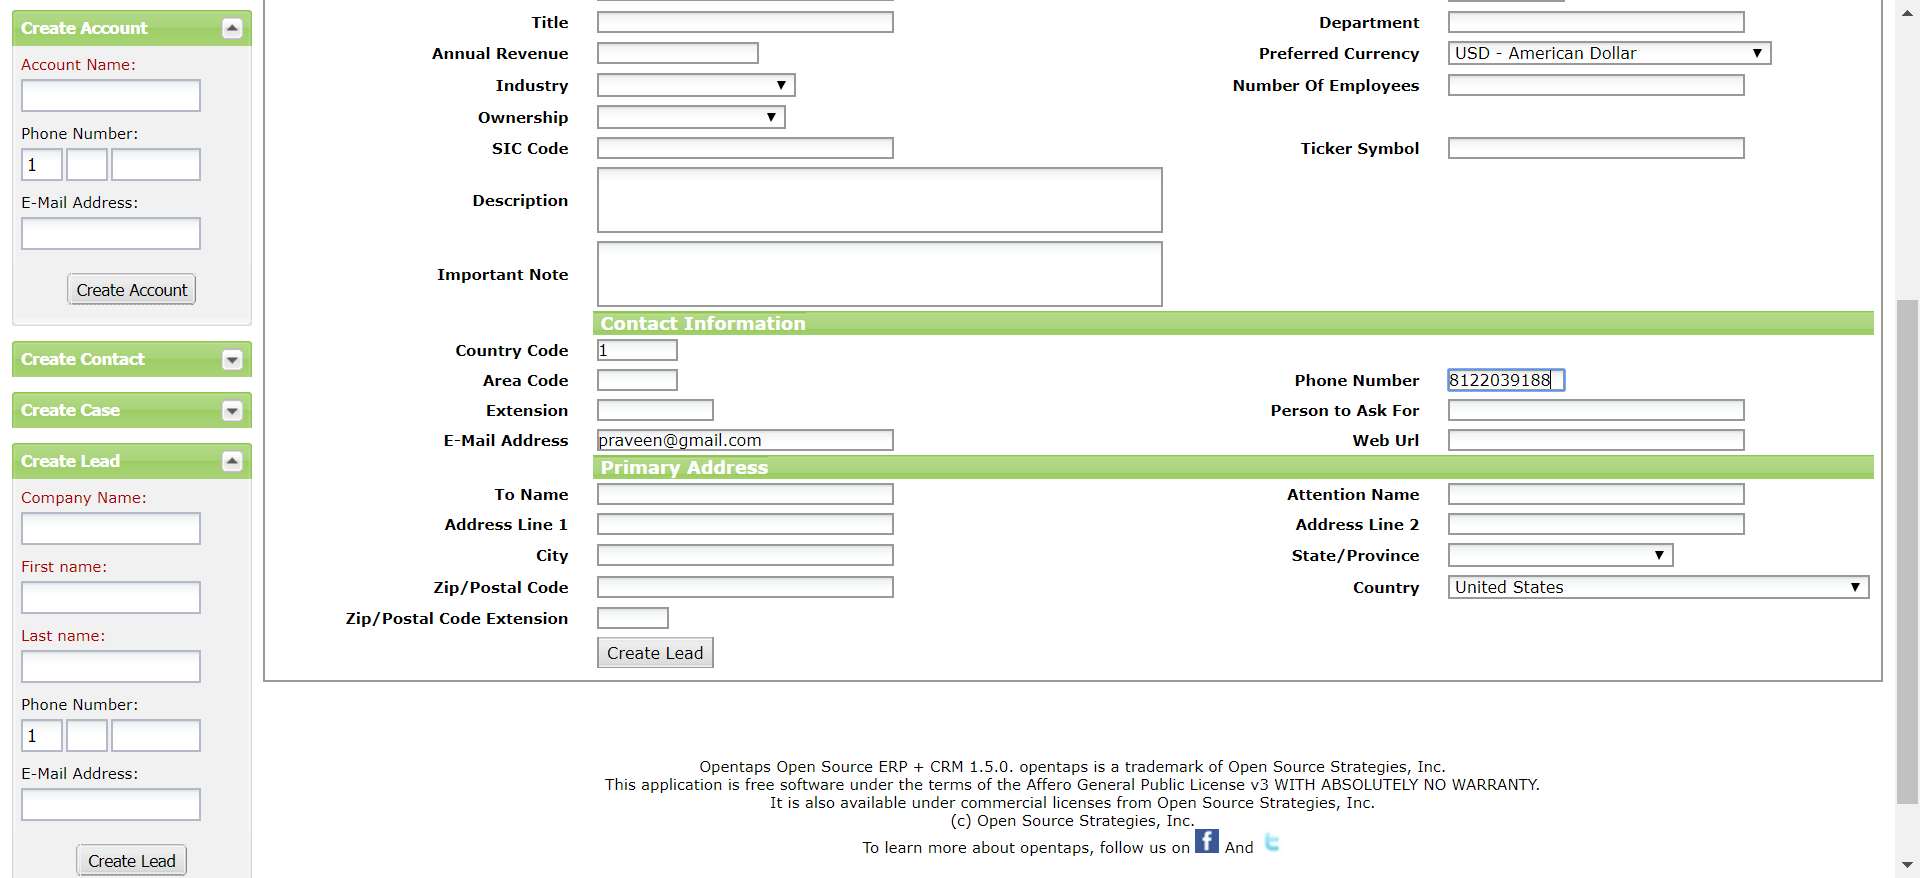 Create Account
Account Name:
Phone Number:
1
E-Mail Address:
Create Account
Create Contact
Create Case
Create Lead
Company Name:
First name:
Last name:
Phone Number:
1
E-Mail Address:
Create Lead
Title
Department
Annual Revenue
Preferred Currency USD - American Dollar
Industry
Number Of Employees
Ownership
SIC Code
Ticker Symbol
Description
Important Note
Contact Information
Country Code 1
Area Code
Phone Number 8122039188
Extension
Person to Ask For
E-Mail Address praveen@gmail.com
Web Url
Primary Address
To Name
Attention Name
Address Line 1
Address Line 2
City
State/Province
Zip/Postal Code
Country United States
Zip/Postal Code Extension
Create Lead
Opentaps Open Source ERP + CRM 1.5.0. opentaps is a trademark of Open Source Strategies, Inc.
This application is free software under the terms of the Affero General Public License v3 WITH ABSOLUTELY NO WARRANTY.
It is also available under commercial licenses from Open Source Strategies, Inc.
(c) Open Source Strategies, Inc.
To learn more about opentaps, follow us on f And t